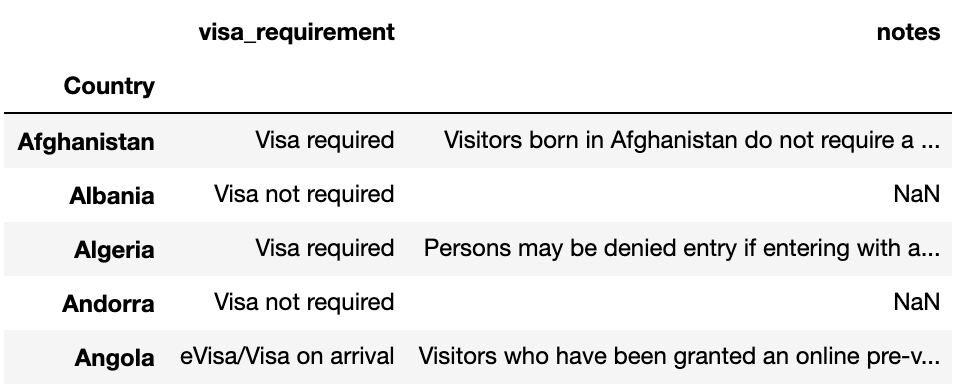 visa_requirement notes
Country
Afghanistan Visa required Visitors born in Afghanistan do not require a ...
Albania Visa not required NaN
Algeria Visa required Persons may be denied entry if entering with a...
Andorra Visa not required NaN
Angola eVisa/Visa on arrival Visitors who have been granted an online pre-v...